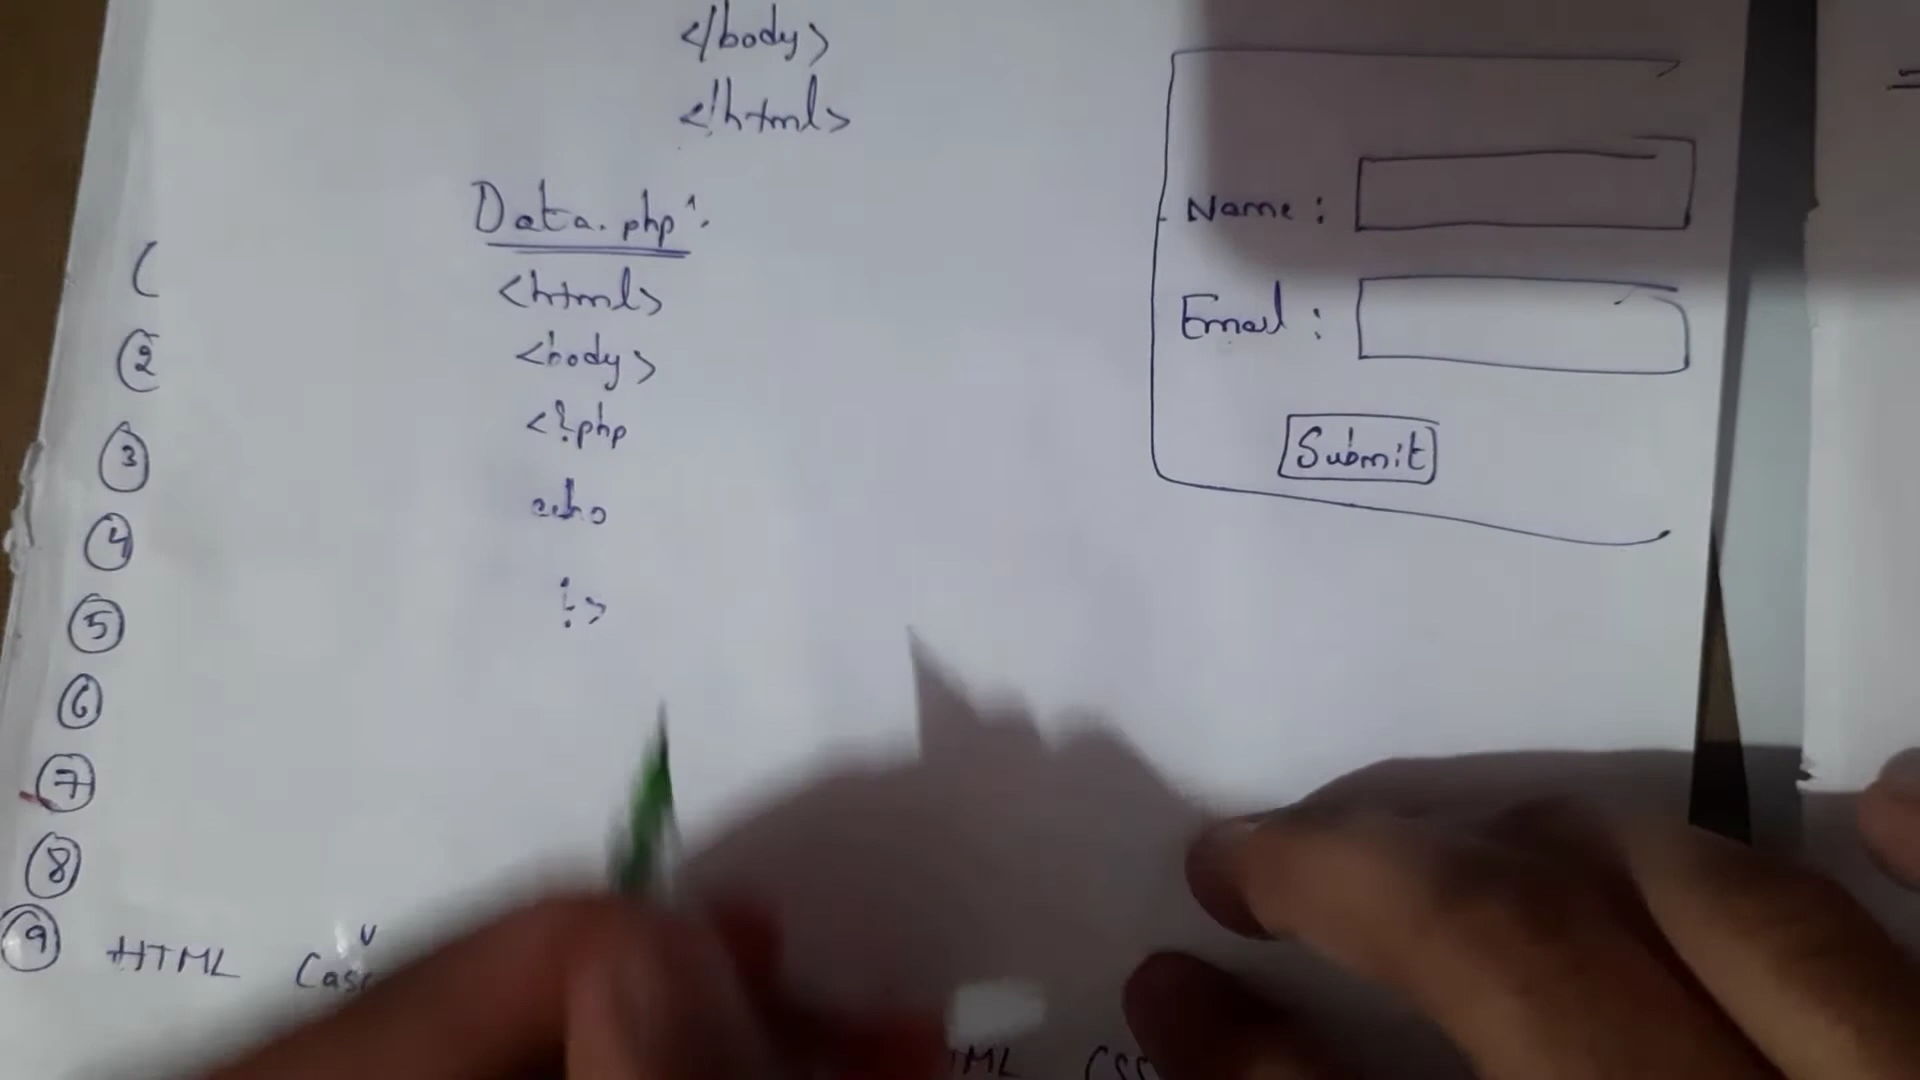 </body>
</html>
Data.php:
<html>
<body>
<?php
echo
?>
Name :
Email :
Submit
(
2
3
4
5
6
7
8
9 HTML
CSS